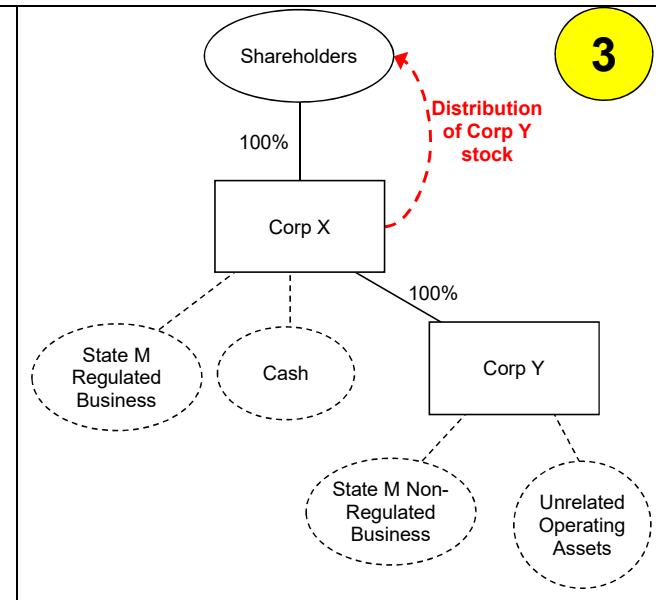 3
Shareholders
Distribution
of Corp Y
stock
100%
Corp X
100%
State M
Regulated
Business
Cash
Corp Y
State M Non-
Regulated
Business
Unrelated
Operating
Assets